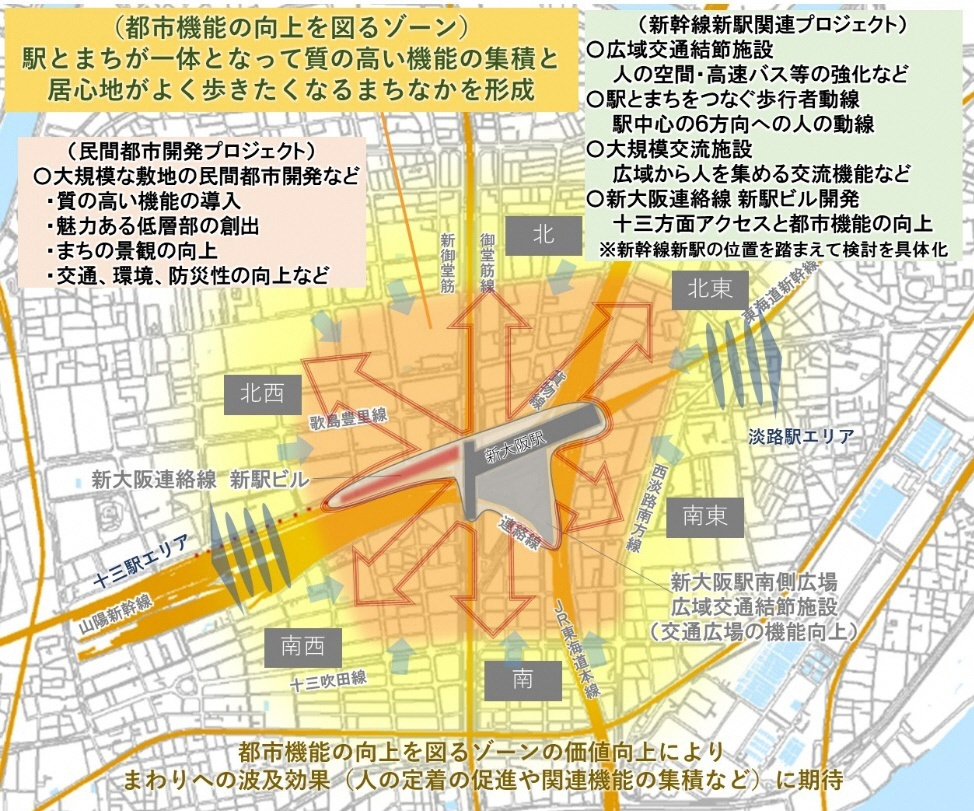 (都市機能の向上を図るゾーン)
駅とまちが一体となって質の高い機能の集積と
居心地がよく歩きたくなるまちなかを形成
(新幹線新駅関連プロジェクト)
○広域交通結節施設
人の空間・高速バス等の強化など
○駅とまちをつなぐ歩行者動線
駅中心の6方向への人の動線
○大規模交流施設
広域から人を集める交流機能など
○新大阪連絡線 新駅ビル開発
十三方面アクセスと都市機能の向上
※新幹線新駅の位置を踏まえて検討を具体化
(民間都市開発プロジェクト)
○大規模な敷地の民間都市開発など
・質の高い機能の導入
・魅力ある低層部の創出
・まちの景観の向上
・交通、環境、防災性の向上など
新御堂筋
御堂筋線
北
北東
東海道新幹線
北西
歌島豊里線
貨物線
新大阪駅
淡路駅エリア
新大阪連絡線 新駅ビル
西淡路南方線
南東
連絡線
十三駅エリア
山陽新幹線
新大阪駅南側広場
広域交通結節施設
(交通広場の機能向上)
JR東海道本線
南西
十三吹田線
南
都市機能の向上を図るゾーンの価値向上により
まわりへの波及効果(人の定着の促進や関連機能の集積など)に期待